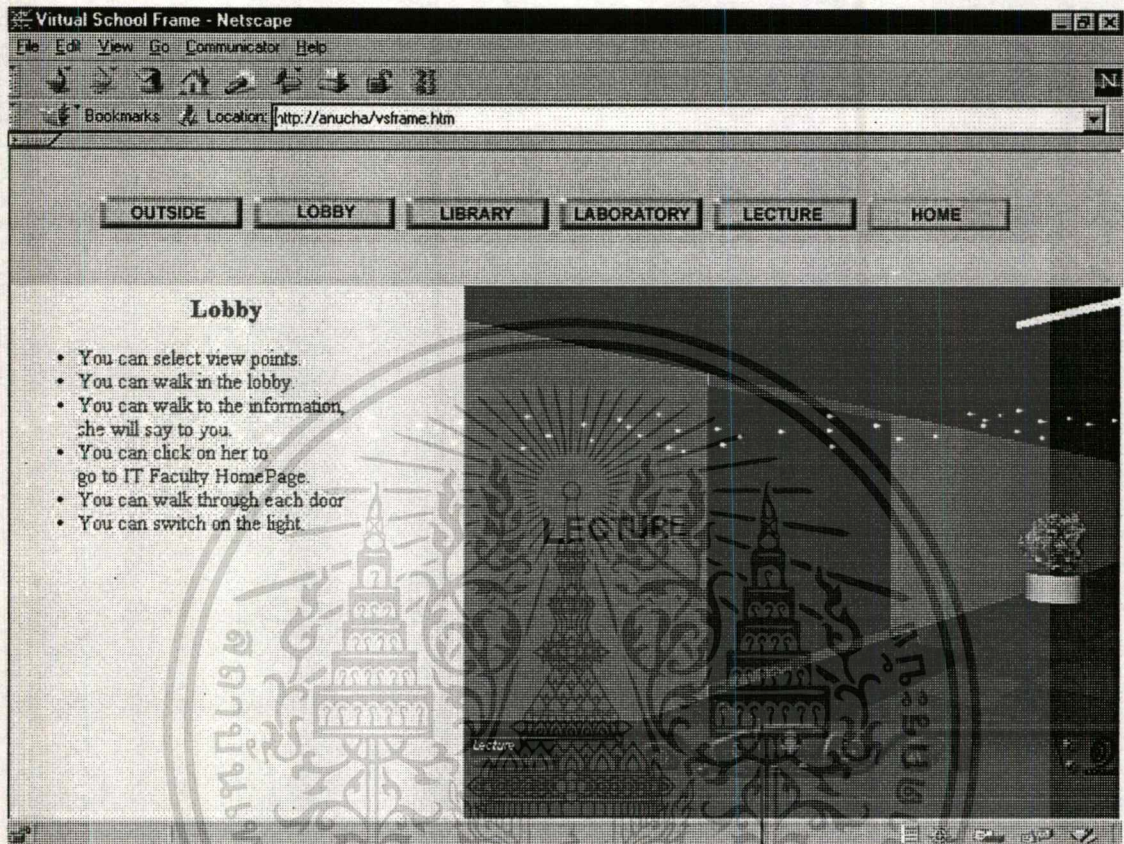 Virtual School Frame - Netscape
File Edit View Go Communicator Help
N
Bookmarks Location: http://anucha/vsframe.htm
OUTSIDE LOBBY LIBRARY LABORATORY LECTURE HOME
Lobby
• You can select view points.
• You can walk in the lobby.
• You can walk to the information,
she will say to you.
• You can click on her to
go to IT Faculty HomePage.
• You can walk through each door
• You can switch on the light.
LECTURE
Lecture